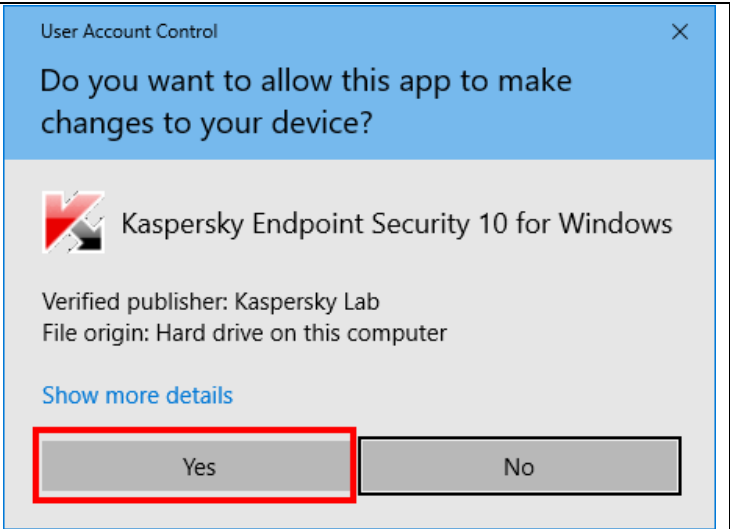 User Account Control
Do you want to allow this app to make
changes to your device?
Kaspersky Endpoint Security 10 for Windows
Verified publisher: Kaspersky Lab
File origin: Hard drive on this computer
Show more details
Yes
No